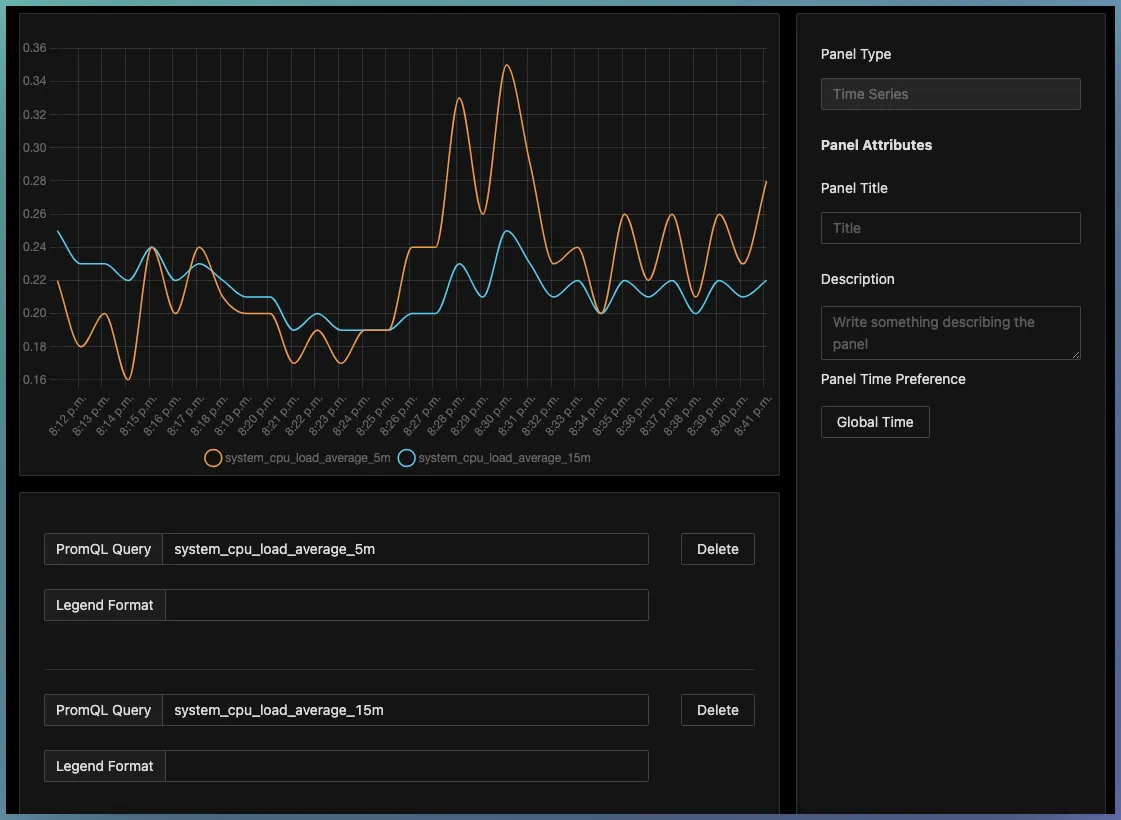 0.36
0.34
0.32
0.30
0.28
0.26
0.24
0.22
0.20
0.18
0.16
8:12 p.m.
8:13 p.m.
8:14 p.m.
8:15 p.m.
8:16 p.m.
8:17 p.m.
8:18 p.m.
8:19 p.m.
8:20 p.m.
8:21 p.m.
8:22 p.m.
8:23 p.m.
8:24 p.m.
8:25 p.m.
8:26 p.m.
8:27 p.m.
8:28 p.m.
8:29 p.m.
8:30 p.m.
8:31 p.m.
8:32 p.m.
8:33 p.m.
8:34 p.m.
8:35 p.m.
8:36 p.m.
8:37 p.m.
8:38 p.m.
8:39 p.m.
8:40 p.m.
8:41 p.m.
system_cpu_load_average_5m system_cpu_load_average_15m
PromQL Query system_cpu_load_average_5m Delete
Legend Format
PromQL Query system_cpu_load_average_15m Delete
Legend Format
Panel Type
Time Series
Panel Attributes
Panel Title
Title
Description
Write something describing the
panel
Panel Time Preference
Global Time